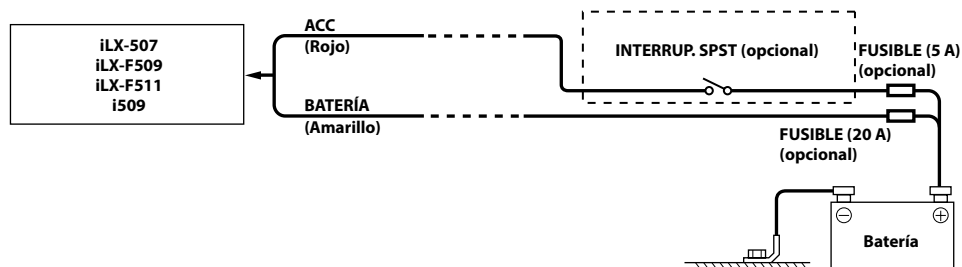 iLX-507
iLX-F509
iLX-F511
i509
ACC
(Rojo)
BATERÍA
(Amarillo)
INTERRUP. SPST (opcional)
FUSIBLE (5 A)
(opcional)
FUSIBLE (20 A)
(opcional)
Batería